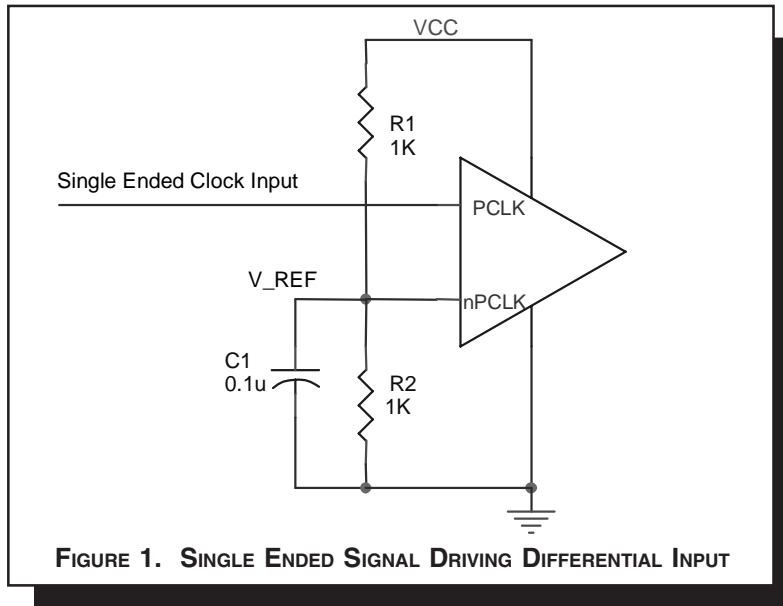 VCC
R1
1K
Single Ended Clock Input
PCLK
V_REF
nPCLK
C1
0.1u
R2
1K
FIGURE 1. SINGLE ENDED SIGNAL DRIVING DIFFERENTIAL INPUT